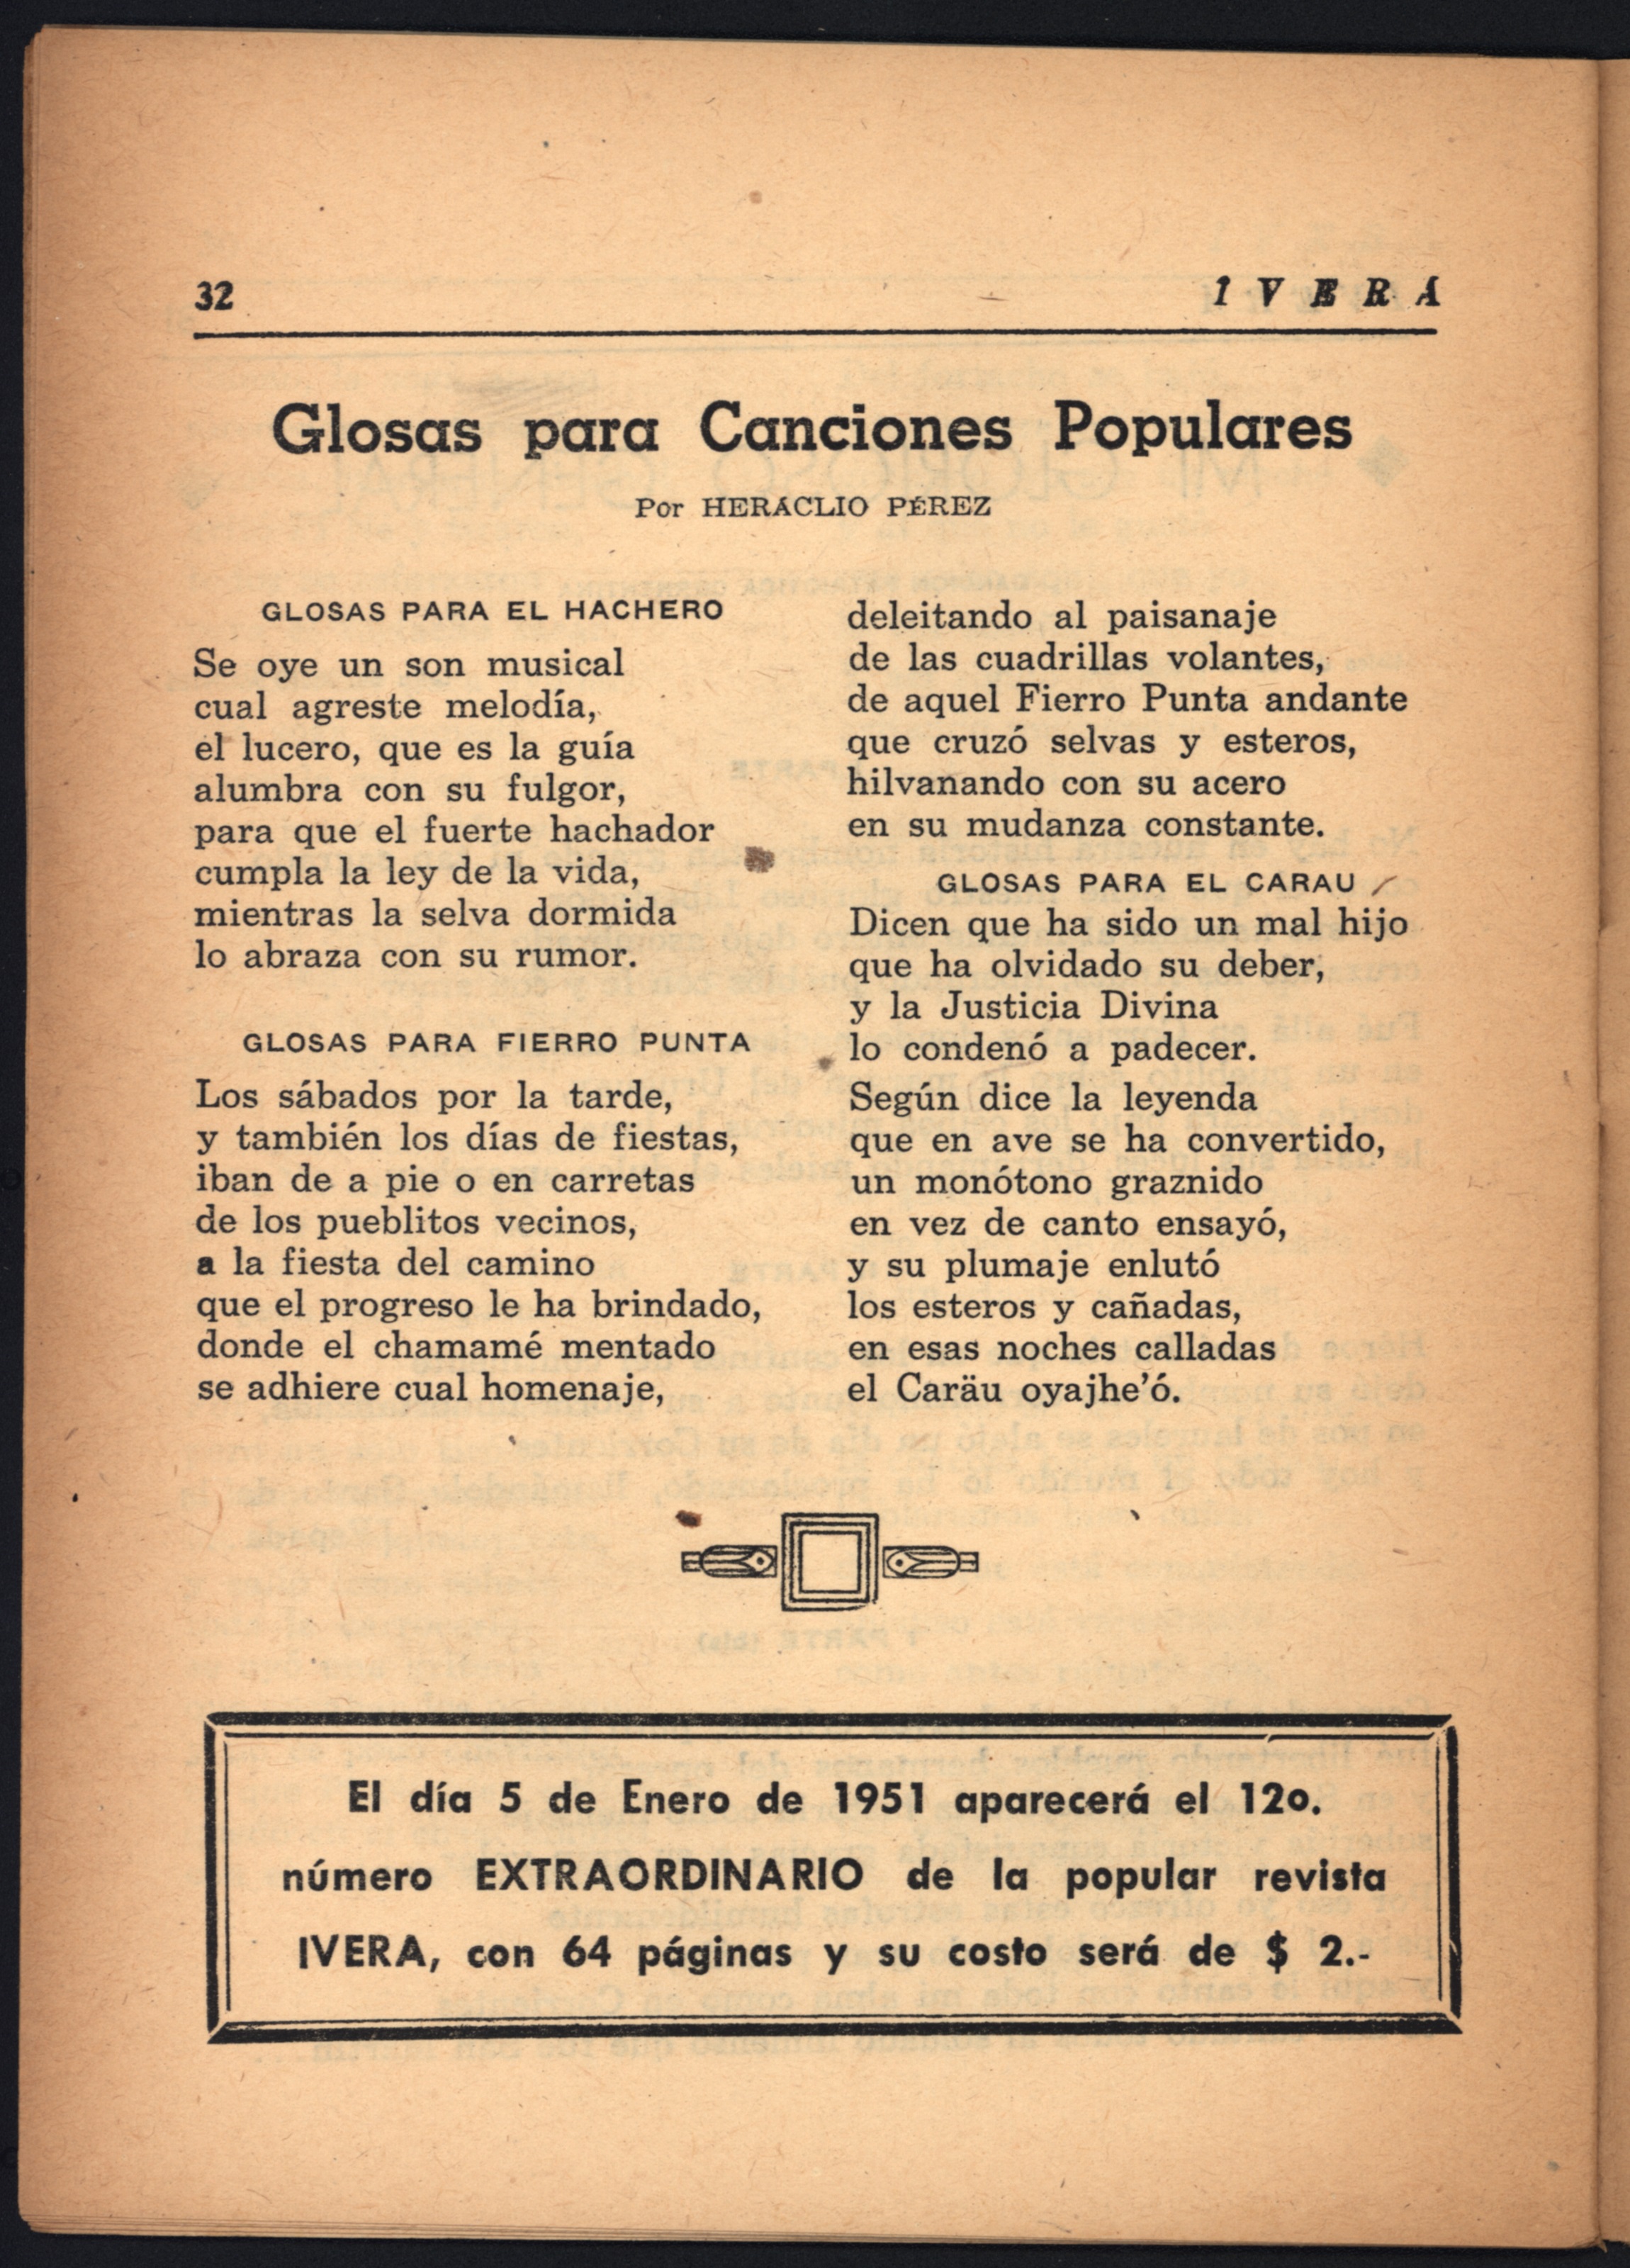 32
IVERA
Glosas para Canciones Populares
Por HERÁCLIO PÉREZ
GLOSAS PARA EL HACHERO
Se oye un son musical
cual agreste melodía,
el lucero, que es la guía
alumbra con su fulgor,
para que el fuerte hachador
cumpla la ley de la vida,
mientras la selva dormida
lo abraza con su rumor.
GLOSAS PARA FIERRO PUNTA
Los sábados por la tarde,
y también los días de fiestas,
iban de a pie o en carretas
de los pueblitos vecinos,
a la fiesta del camino
que el progreso le ha brindado,
donde el chamamé mentado
se adhiere cual homenaje,
deleitando al paisanaje
de las cuadrillas volantes,
de aquel Fierro Punta andante
que cruzó selvas y esteros,
hilvanando con su acero
en su mudanza constante.
GLOSAS PARA EL CARAU
Dicen que ha sido un mal hijo
que ha olvidado su deber,
y la Justicia Divina
lo condenó a padecer.
Según dice la leyenda
que en ave se ha convertido,
un monótono graznido
en vez de canto ensayó,
y su plumaje enlutó
los esteros y cañadas,
en esas noches calladas
el Caräu oyajhe'ó.
El día 5 de Enero de 1951 aparecerá el 12o.
número EXTRAORDINARIO de la popular revista
IVERA, con 64 páginas y su costo será de $ 2.-